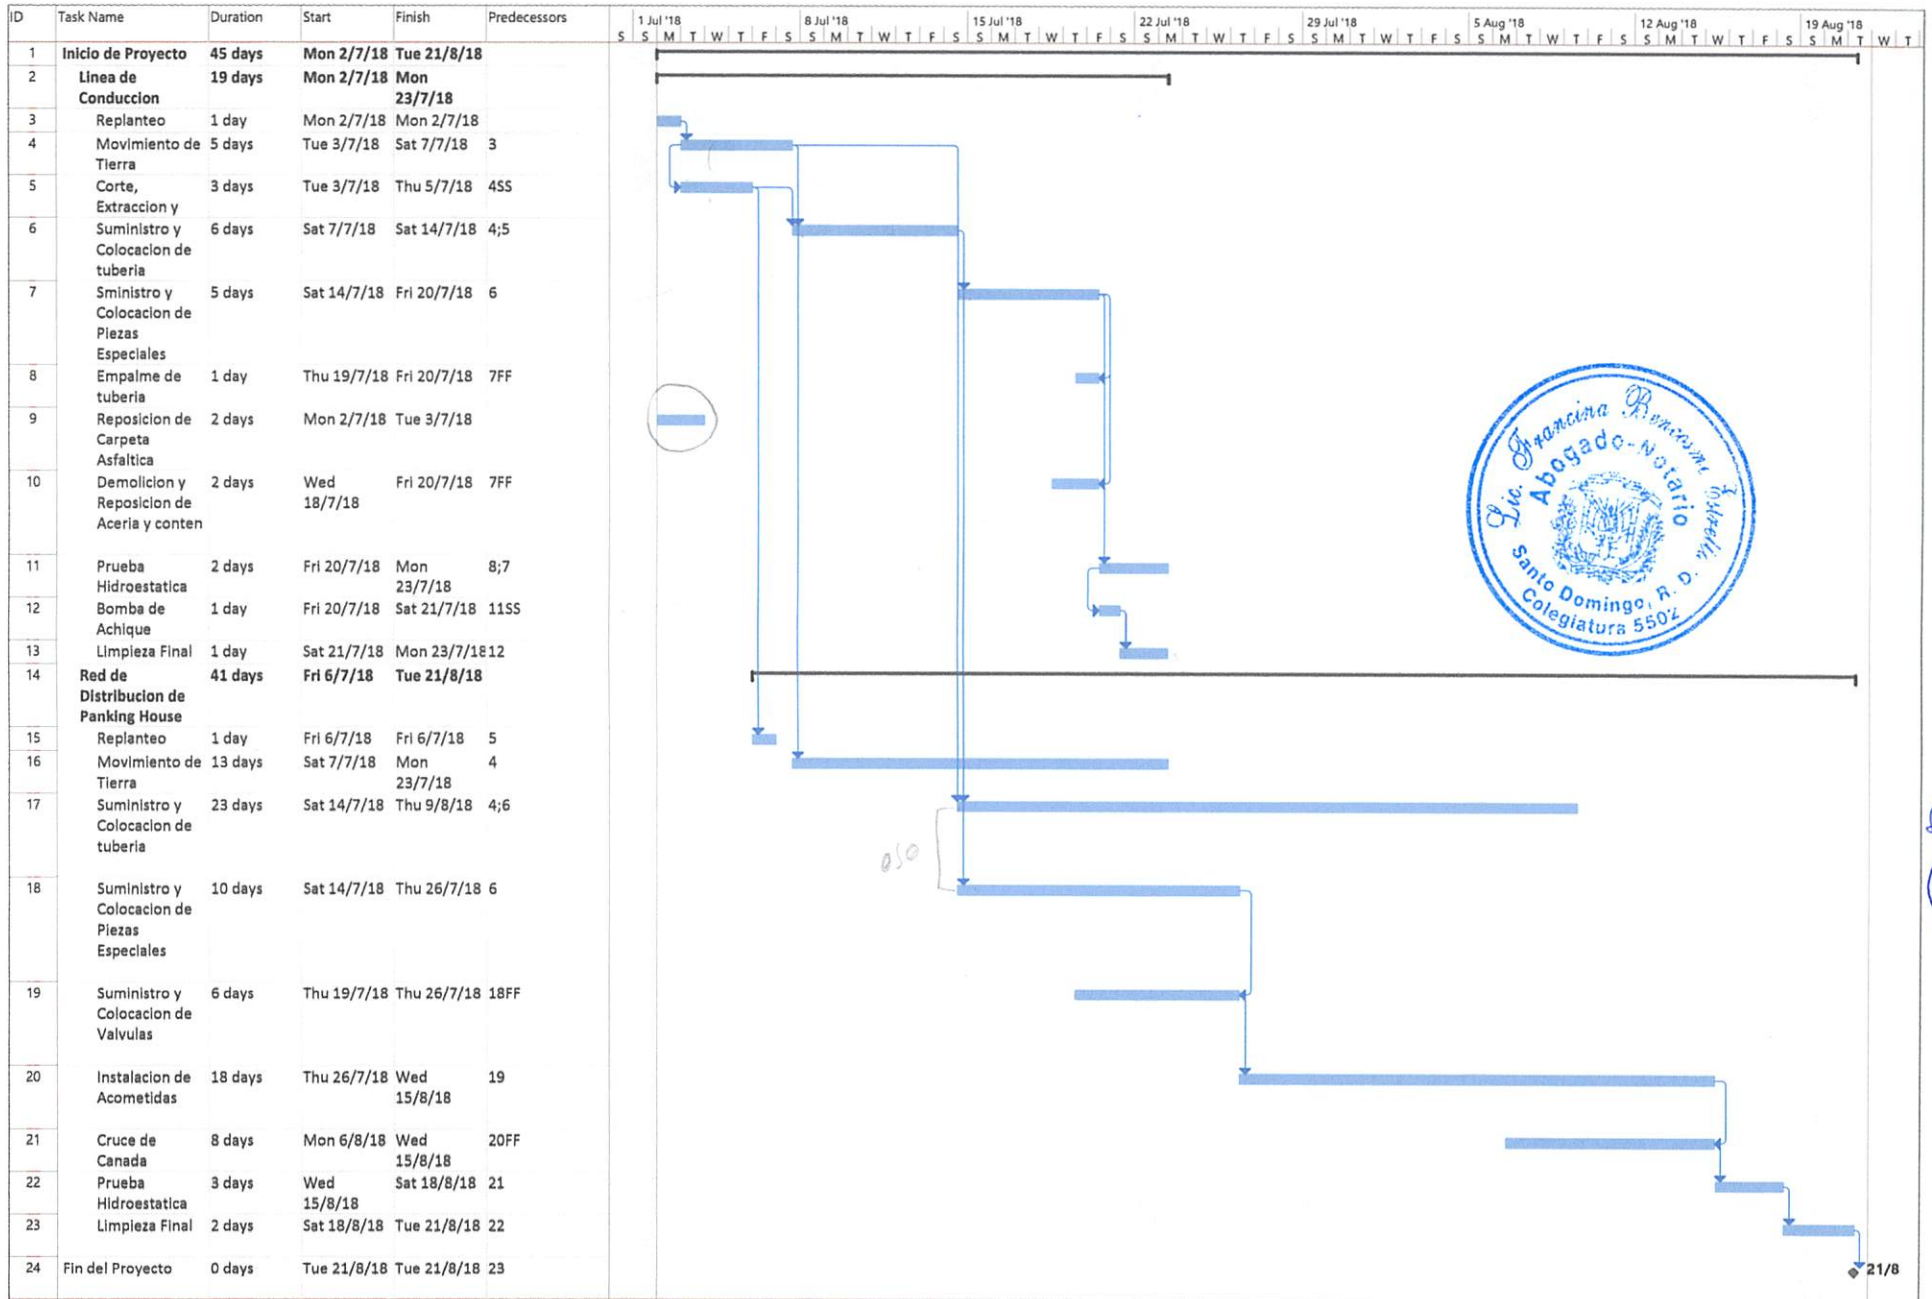 ID Task Name Duration Start Finish Predecessors
1 Jul '18 8 Jul '18 15 Jul '18 22 Jul '18 29 Jul '18 5 Aug '18 12 Aug '18 19 Aug '18
S S M T W T F S S M T W T F S S M T W T F S S M T W T F S S M T W T F S S M T W T F S S M T W T F S S M T W T
1 Inicio de Proyecto 45 days Mon 2/7/18 Tue 21/8/18
2 Linea de 19 days Mon 2/7/18 Mon
Conduccion 23/7/18
3 Replanteo 1 day Mon 2/7/18 Mon 2/7/18
4 Movimiento de 5 days Tue 3/7/18 Sat 7/7/18 3
Tierra
5 Corte, 3 days Tue 3/7/18 Thu 5/7/18 4SS
Extraccion y
6 Suministro y 6 days Sat 7/7/18 Sat 14/7/18 4;5
Colocacion de
tuberia
7 Sministro y 5 days Sat 14/7/18 Fri 20/7/18 6
Colocacion de
Piezas
Especiales
8 Empalme de 1 day Thu 19/7/18 Fri 20/7/18 7FF
tuberia
9 Reposicion de 2 days Mon 2/7/18 Tue 3/7/18
Carpeta
Asfaltica
10 Demolicion y 2 days Wed Fri 20/7/18 7FF
Reposicion de 18/7/18
Aceria y conten
11 Prueba 2 days Fri 20/7/18 Mon 8;7
Hidroestatica 23/7/18
12 Bomba de 1 day Fri 20/7/18 Sat 21/7/18 11SS
Achique
13 Limpieza Final 1 day Sat 21/7/18 Mon 23/7/18 12
14 Red de 41 days Fri 6/7/18 Tue 21/8/18
Distribucion de
Panking House
15 Replanteo 1 day Fri 6/7/18 Fri 6/7/18 5
16 Movimiento de 13 days Sat 7/7/18 Mon 4
Tierra 23/7/18
17 Suministro y 23 days Sat 14/7/18 Thu 9/8/18 4;6
Colocacion de
tuberia
18 Suministro y 10 days Sat 14/7/18 Thu 26/7/18 6
Colocacion de
Piezas
Especiales
19 Suministro y 6 days Thu 19/7/18 Thu 26/7/18 18FF
Colocacion de
Valvulas
20 Instalacion de 18 days Thu 26/7/18 Wed 19
Acometidas 15/8/18
21 Cruce de 8 days Mon 6/8/18 Wed 20FF
Canada 15/8/18
22 Prueba 3 days Wed Sat 18/8/18 21
Hidroestatica 15/8/18
23 Limpieza Final 2 days Sat 18/8/18 Tue 21/8/18 22
24 Fin del Proyecto 0 days Tue 21/8/18 Tue 21/8/18 23
21/8
Lic. Francina Bencosme Estrella
Abogado-Notario
Santo Domingo, R. D.
Colegiatura 5502